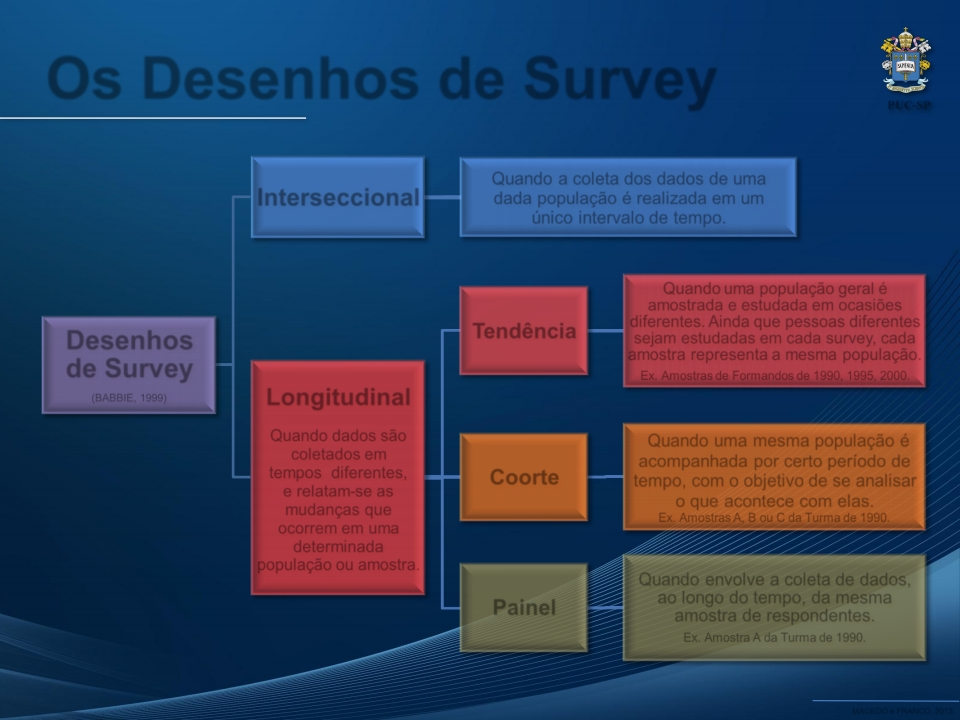 Os Desenhos de Survey
SAPIENTIA
PUC-SP
Interseccional
Quando a coleta dos dados de uma
dada população é realizada em um
único intervalo de tempo.
Desenhos
de Survey
(BABBIE, 1999)
Longitudinal
Quando dados são
coletados em
tempos diferentes,
e relatam-se as
mudanças que
ocorrem em uma
determinada
população ou amostra.
Tendência
Quando uma população geral é
amostrada e estudada em ocasiões
diferentes. Ainda que pessoas diferentes
sejam estudadas em cada survey, cada
amostra representa a mesma população.
Ex. Amostras de Formandos de 1990, 1995, 2000.
Coorte
Quando uma mesma população é
acompanhada por certo período de
tempo, com o objetivo de se analisar
o que acontece com elas.
Ex. Amostras A, B ou C da Turma de 1990.
Painel
Quando envolve a coleta de dados,
ao longo do tempo, da mesma
amostra de respondentes.
Ex. Amostra A da Turma de 1990.